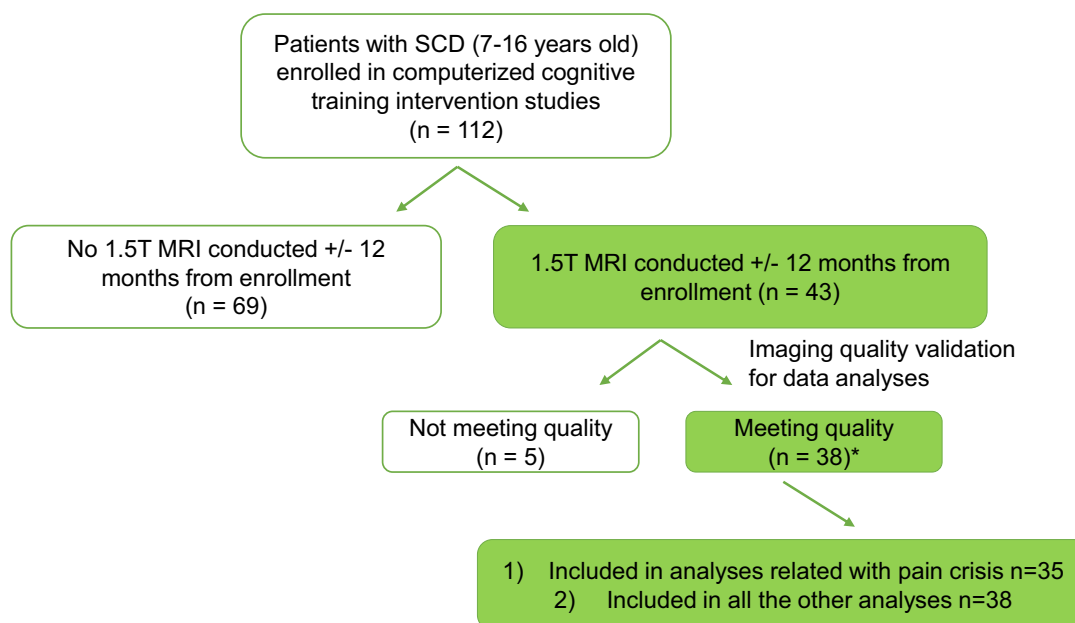 Patients with SCD (7-16 years old)
enrolled in computerized cognitive
training intervention studies
(n = 112)
No 1.5T MRI conducted +/- 12
months from enrollment
(n = 69)
1.5T MRI conducted +/- 12 months from
enrollment (n = 43)
Imaging quality validation
for data analyses
Not meeting quality
(n = 5)
Meeting quality
(n = 38)*
1) Included in analyses related with pain crisis n=35
2) Included in all the other analyses n=38